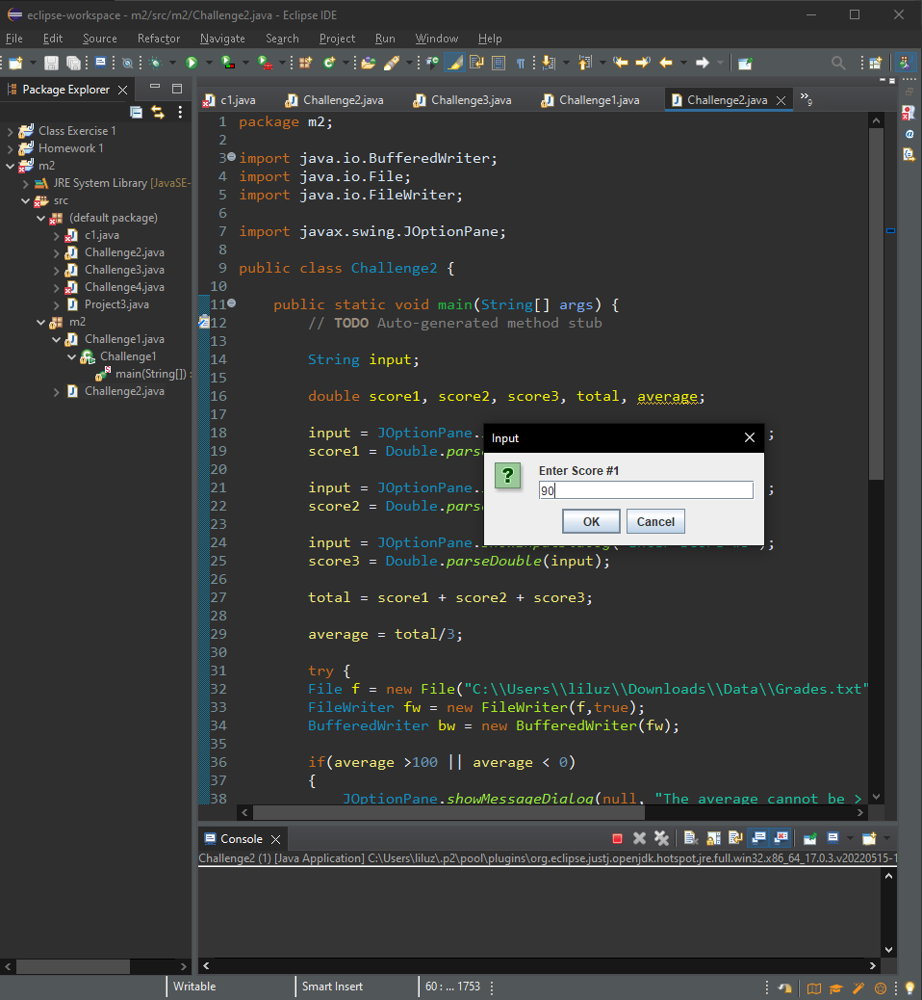 eclipse-workspace - m2/src/m2/Challenge2.java - Eclipse IDE
File Edit Source Refactor Navigate Search Project Run Window Help
Package Explorer
Class Exercise 1
Homework 1
m2
JRE System Library [JavaSE-
src
(default package)
c1.java
Challenge2.java
Challenge3.java
Challenge4.java
Project3.java
m2
Challenge1.java
Challenge1
main(String[])
Challenge2.java
c1.java Challenge2.java Challenge3.java Challenge1.java Challenge2.java »9
1 package m2;
2
3 import java.io.BufferedWriter;
4 import java.io.File;
5 import java.io.FileWriter;
6
7 import javax.swing.JOptionPane;
8
9 public class Challenge2 {
10
11 public static void main(String[] args) {
12 // TODO Auto-generated method stub
13
14 String input;
15
16 double score1, score2, score3, total, average;
17
18 input = JOptionPane. ;
19 score1 = Double.parse
20
21 input = JOptionPane. ;
22 score2 = Double.parse
23
24 input = JOptionPane. );
25 score3 = Double.parseDouble(input);
26
27 total = score1 + score2 + score3;
28
29 average = total/3;
30
31 try {
32 File f = new File("C:\\Users\\liluz\\Downloads\\Data\\Grades.txt"
33 FileWriter fw = new FileWriter(f,true);
34 BufferedWriter bw = new BufferedWriter(fw);
35
36 if(average >100 || average < 0)
37 {
38 JOptionPane.showMessageDialog(null, "The average cannot be >
Input
Enter Score #1
90
OK Cancel
Console
Challenge2 (1) [Java Application] C:\Users\liluz\.p2\pool\plugins\org.eclipse.justj.openjdk.hotspot.jre.full.win32.x86_64_17.0.3.v20220515-1
Writable Smart Insert 60 : ... 1753